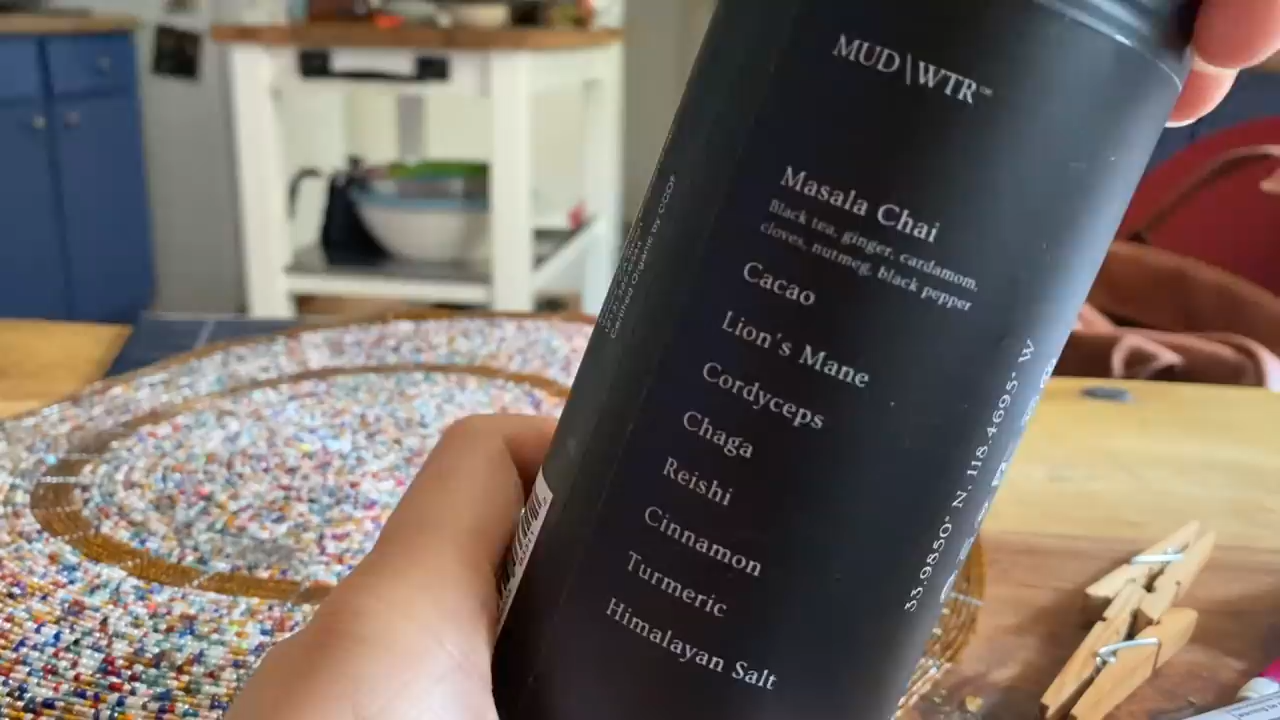 MUD|WTR™
Masala Chai
Black tea, ginger, cardamom,
cloves, nutmeg, black pepper
Cacao
Lion's Mane
Cordyceps
Chaga
Reishi
Cinnamon
Turmeric
Himalayan Salt
Certified Organic by CCOF
33.9850° N, 118.4695° W